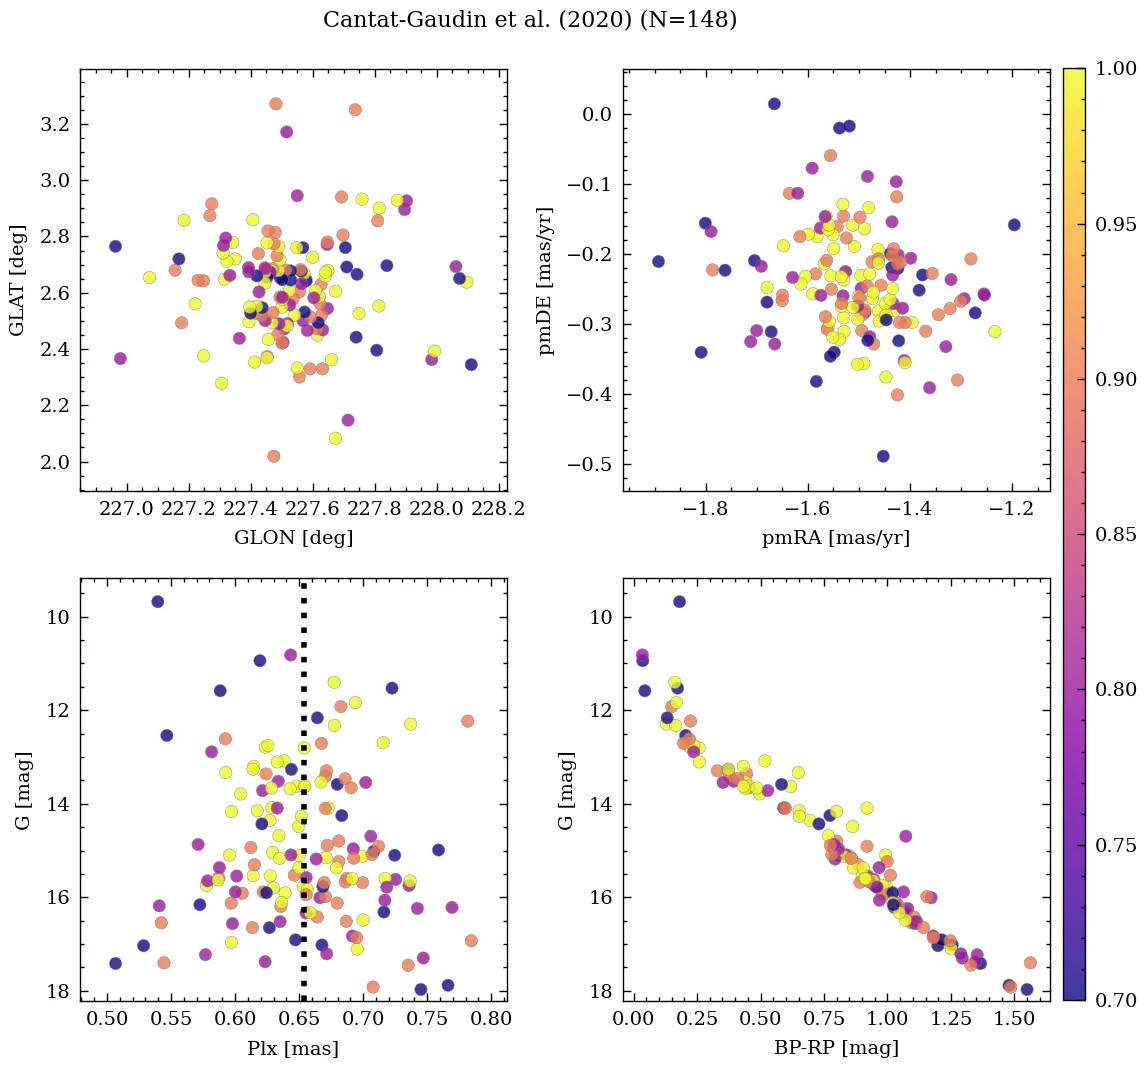 Cantat-Gaudin et al. (2020) (N=148)
3.2
3.0
2.8
2.6
2.4
2.2
2.0
GLAT [deg]
227.0 227.2 227.4 227.6 227.8 228.0 228.2
GLON [deg]
0.0
−0.1
−0.2
−0.3
−0.4
−0.5
pmDE [mas/yr]
−1.8 −1.6 −1.4 −1.2
pmRA [mas/yr]
10
12
14
16
18
G [mag]
0.50 0.55 0.60 0.65 0.70 0.75 0.80
Plx [mas]
10
12
14
16
18
G [mag]
0.00 0.25 0.50 0.75 1.00 1.25 1.50
BP-RP [mag]
1.00
0.95
0.90
0.85
0.80
0.75
0.70